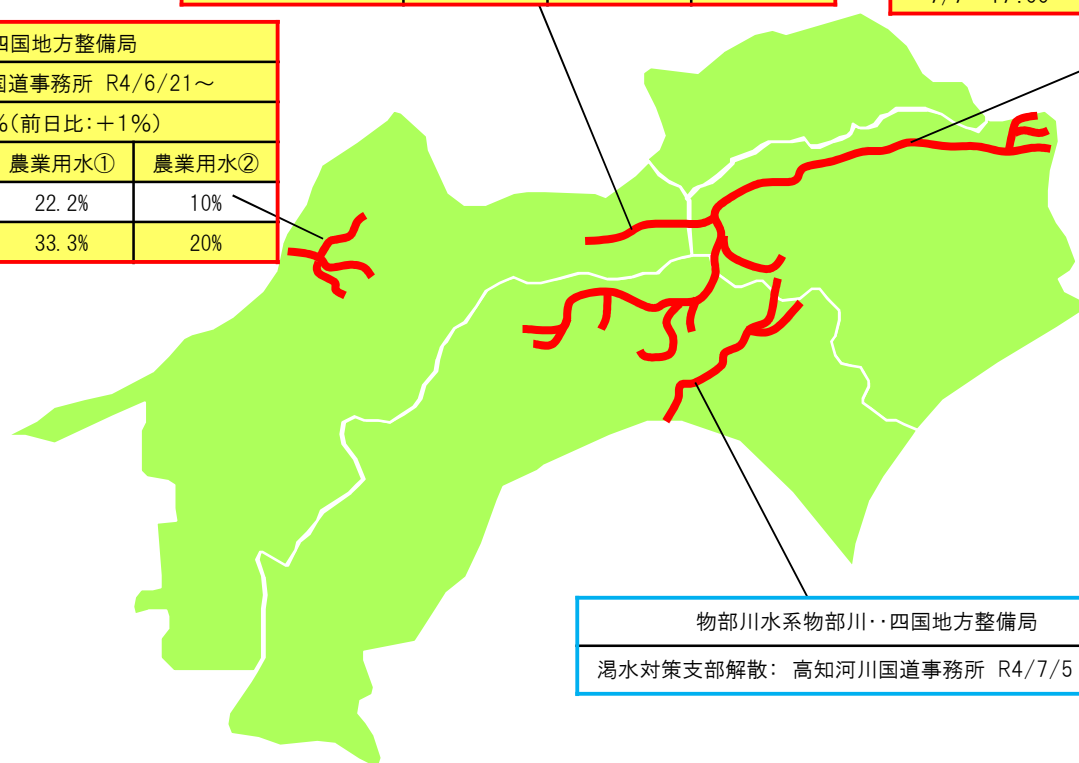 四国地方整備局
国道事務所 R4/6/21～
%(前日比:＋1%)
農業用水① 農業用水②
22.2% 10%
33.3% 20%
物部川水系物部川‥四国地方整備局
渇水対策支部解散: 高知河川国道事務所 R4/7/5